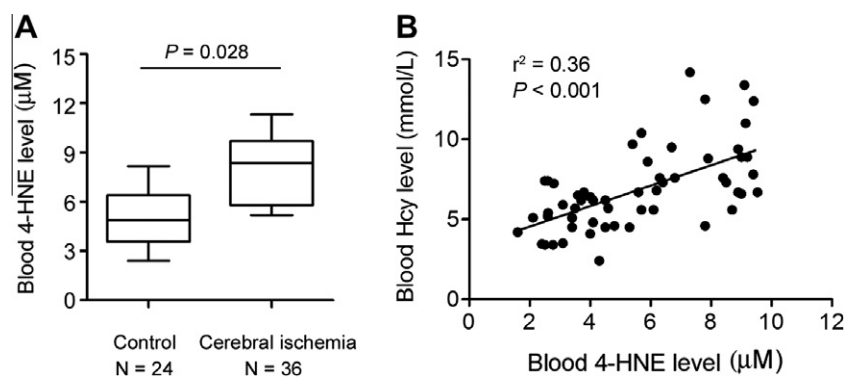 A
P = 0.028
Blood 4-HNE level (μM)
15
12
9
6
3
0
Control
N = 24
Cerebral ischemia
N = 36
B
r² = 0.36
P < 0.001
Blood Hcy level (mmol/L)
15
10
5
0
0 2 4 6 8 10 12
Blood 4-HNE level (μM)